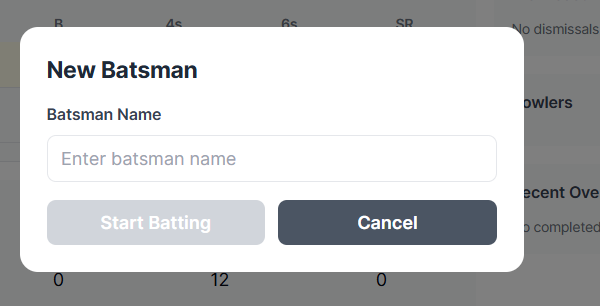 B 4s 6s SR
No dismissals
New Batsman
owlers
Batsman Name
Enter batsman name
ecent Ove
Start Batting Cancel
o completed
0 12 0